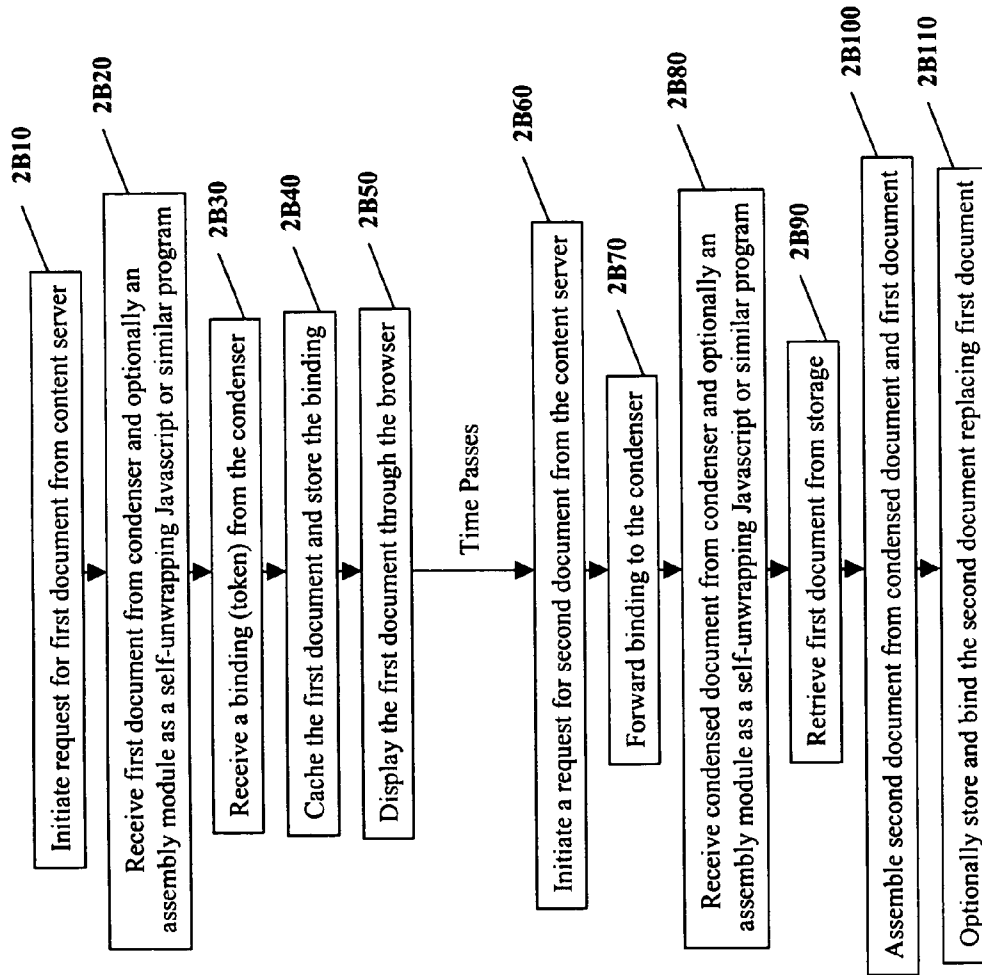 2B10
Initiate request for first document from content server
2B20
Receive first document from condenser and optionally an
assembly module as a self-unwrapping Javascript or similar program
2B30
Receive a binding (token) from the condenser
2B40
Cache the first document and store the binding
2B50
Display the first document through the browser
Time Passes
2B60
Initiate a request for second document from the content server
2B70
Forward binding to the condenser
2B80
Receive condensed document from condenser and optionally an
assembly module as a self-unwrapping Javascript or similar program
2B90
Retrieve first document from storage
2B100
Assemble second document from condensed document and first document
2B110
Optionally store and bind the second document replacing first document